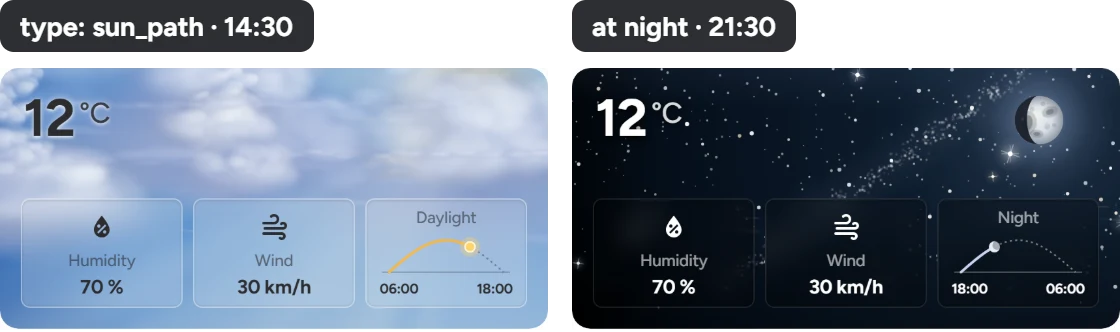 type: sun_path · 14:30
12 °C
Humidity
70 %
Wind
30 km/h
Daylight
06:00 18:00
at night · 21:30
12 °C
Humidity
70 %
Wind
30 km/h
Night
18:00 06:00